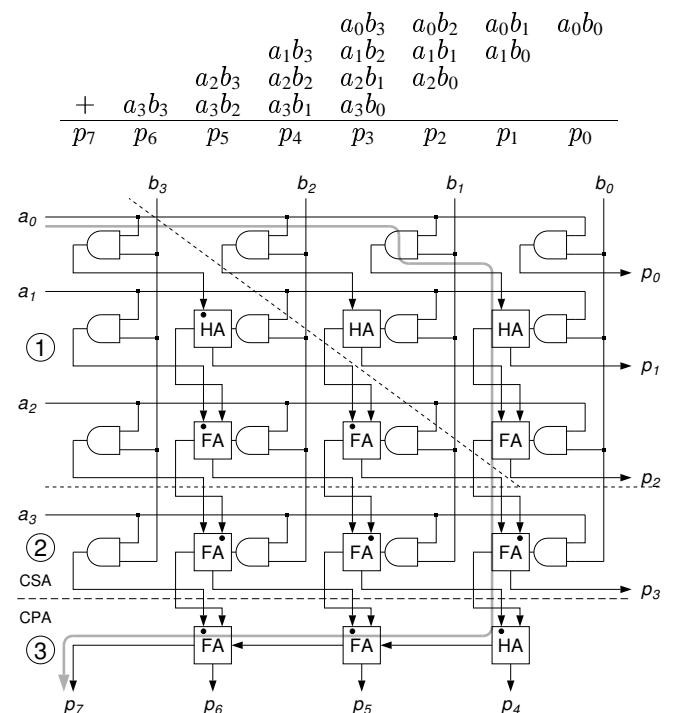 a₀b₃ a₀b₂ a₀b₁ a₀b₀
a₁b₃ a₁b₂ a₁b₁ a₁b₀
a₂b₃ a₂b₂ a₂b₁ a₂b₀
+ a₃b₃ a₃b₂ a₃b₁ a₃b₀
p₇ p₆ p₅ p₄ p₃ p₂ p₁ p₀
b₃ b₂ b₁ b₀
a₀
p₀
a₁
① HA HA HA
p₁
a₂
FA FA FA
p₂
a₃
② FA FA FA
CSA
p₃
CPA
③ FA FA HA
p₇ p₆ p₅ p₄